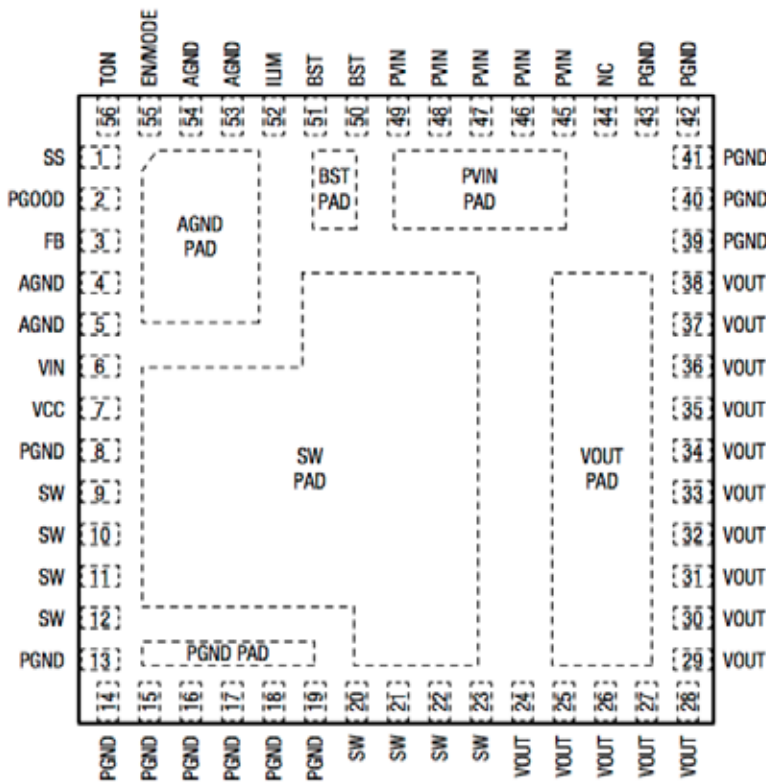 TON
EN/MODE
AGND
AGND
ILIM
BST
BST
PVIN
PVIN
PVIN
PVIN
PVIN
NC
PGND
PGND
56
55
54
53
52
51
50
49
48
47
46
45
44
43
42
SS 1
PGOOD 2
FB 3
AGND 4
AGND 5
VIN 6
VCC 7
PGND 8
SW 9
SW 10
SW 11
SW 12
PGND 13
AGND
PAD
BST
PAD
PVIN
PAD
SW
PAD
VOUT
PAD
PGND PAD
41 PGND
40 PGND
39 PGND
38 VOUT
37 VOUT
36 VOUT
35 VOUT
34 VOUT
33 VOUT
32 VOUT
31 VOUT
30 VOUT
29 VOUT
14
15
16
17
18
19
20
21
22
23
24
25
26
27
28
PGND
PGND
PGND
PGND
PGND
PGND
SW
SW
SW
SW
VOUT
VOUT
VOUT
VOUT
VOUT